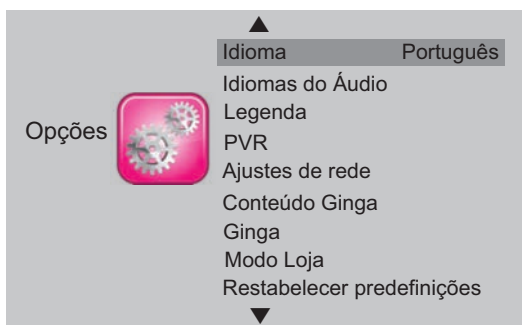 Idioma Português
Idiomas do Áudio
Legenda
Opções
PVR
Ajustes de rede
Conteúdo Ginga
Ginga
Modo Loja
Restabelecer predefinições